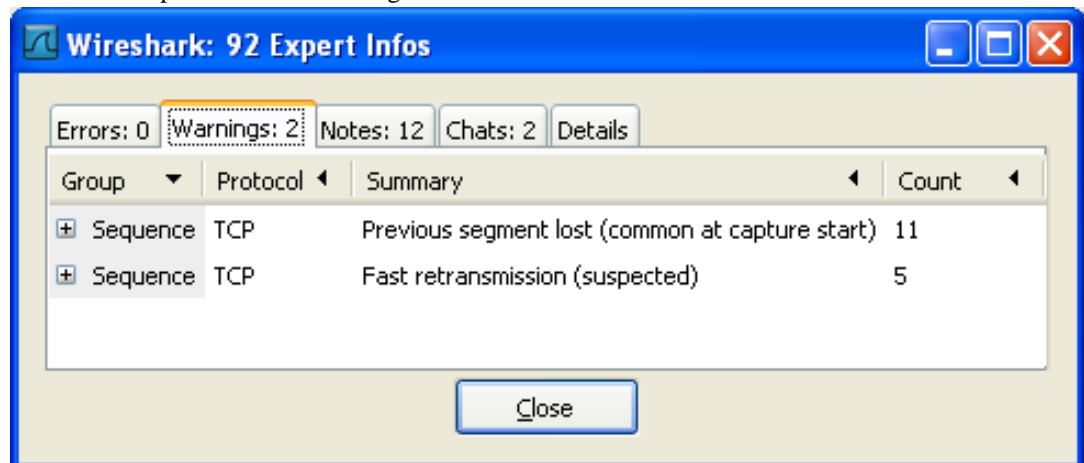 Wireshark: 92 Expert Infos
Errors: 0 Warnings: 2 Notes: 12 Chats: 2 Details
Group Protocol Summary Count
Sequence TCP Previous segment lost (common at capture start) 11
Sequence TCP Fast retransmission (suspected) 5
Close